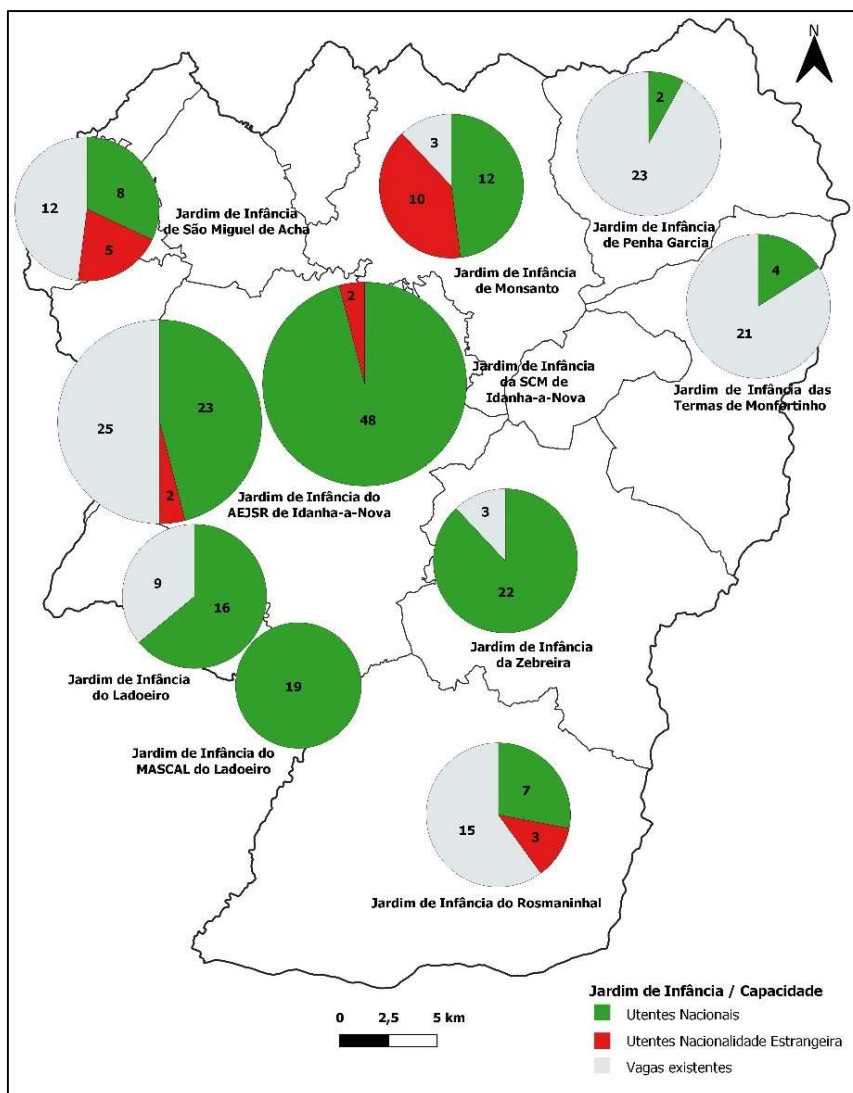 N
2
23
Jardim de Infância
de Penha Garcia
3
12
10
Jardim de Infância
de Monsanto
8
12
5
Jardim de Infância
de São Miguel de Acha
4
21
Jardim de Infância das
Termas de Monfortinho
2
48
Jardim de Infância
da SCM de
Idanha-a-Nova
23
25
2
Jardim de Infância do
AEJSR de Idanha-a-Nova
3
22
Jardim de Infância
da Zebreira
9
16
Jardim de Infância
do Ladoeiro
19
Jardim de Infância do
MASCAL do Ladoeiro
7
15
3
Jardim de Infância do Rosmaninhal
0 2,5 5 km
Jardim de Infância / Capacidade
Utentes Nacionais
Utentes Nacionalidade Estrangeira
Vagas existentes